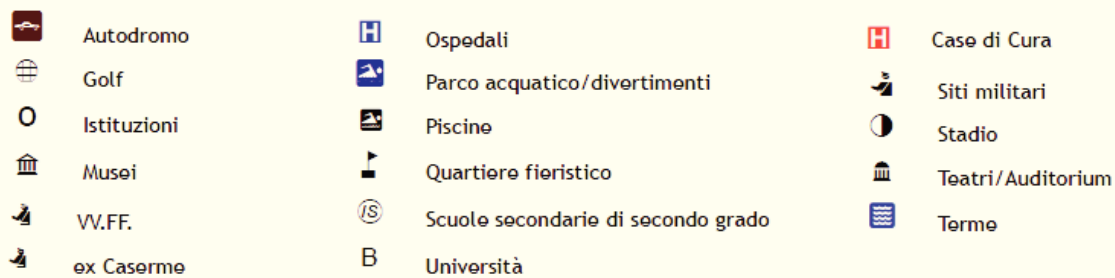 Autodromo
Golf
O Istituzioni
Musei
VV.FF.
ex Caserme
H Ospedali
Parco acquatico/divertimenti
Piscine
Quartiere fieristico
IS Scuole secondarie di secondo grado
B Università
H Case di Cura
Siti militari
Stadio
Teatri/Auditorium
Terme